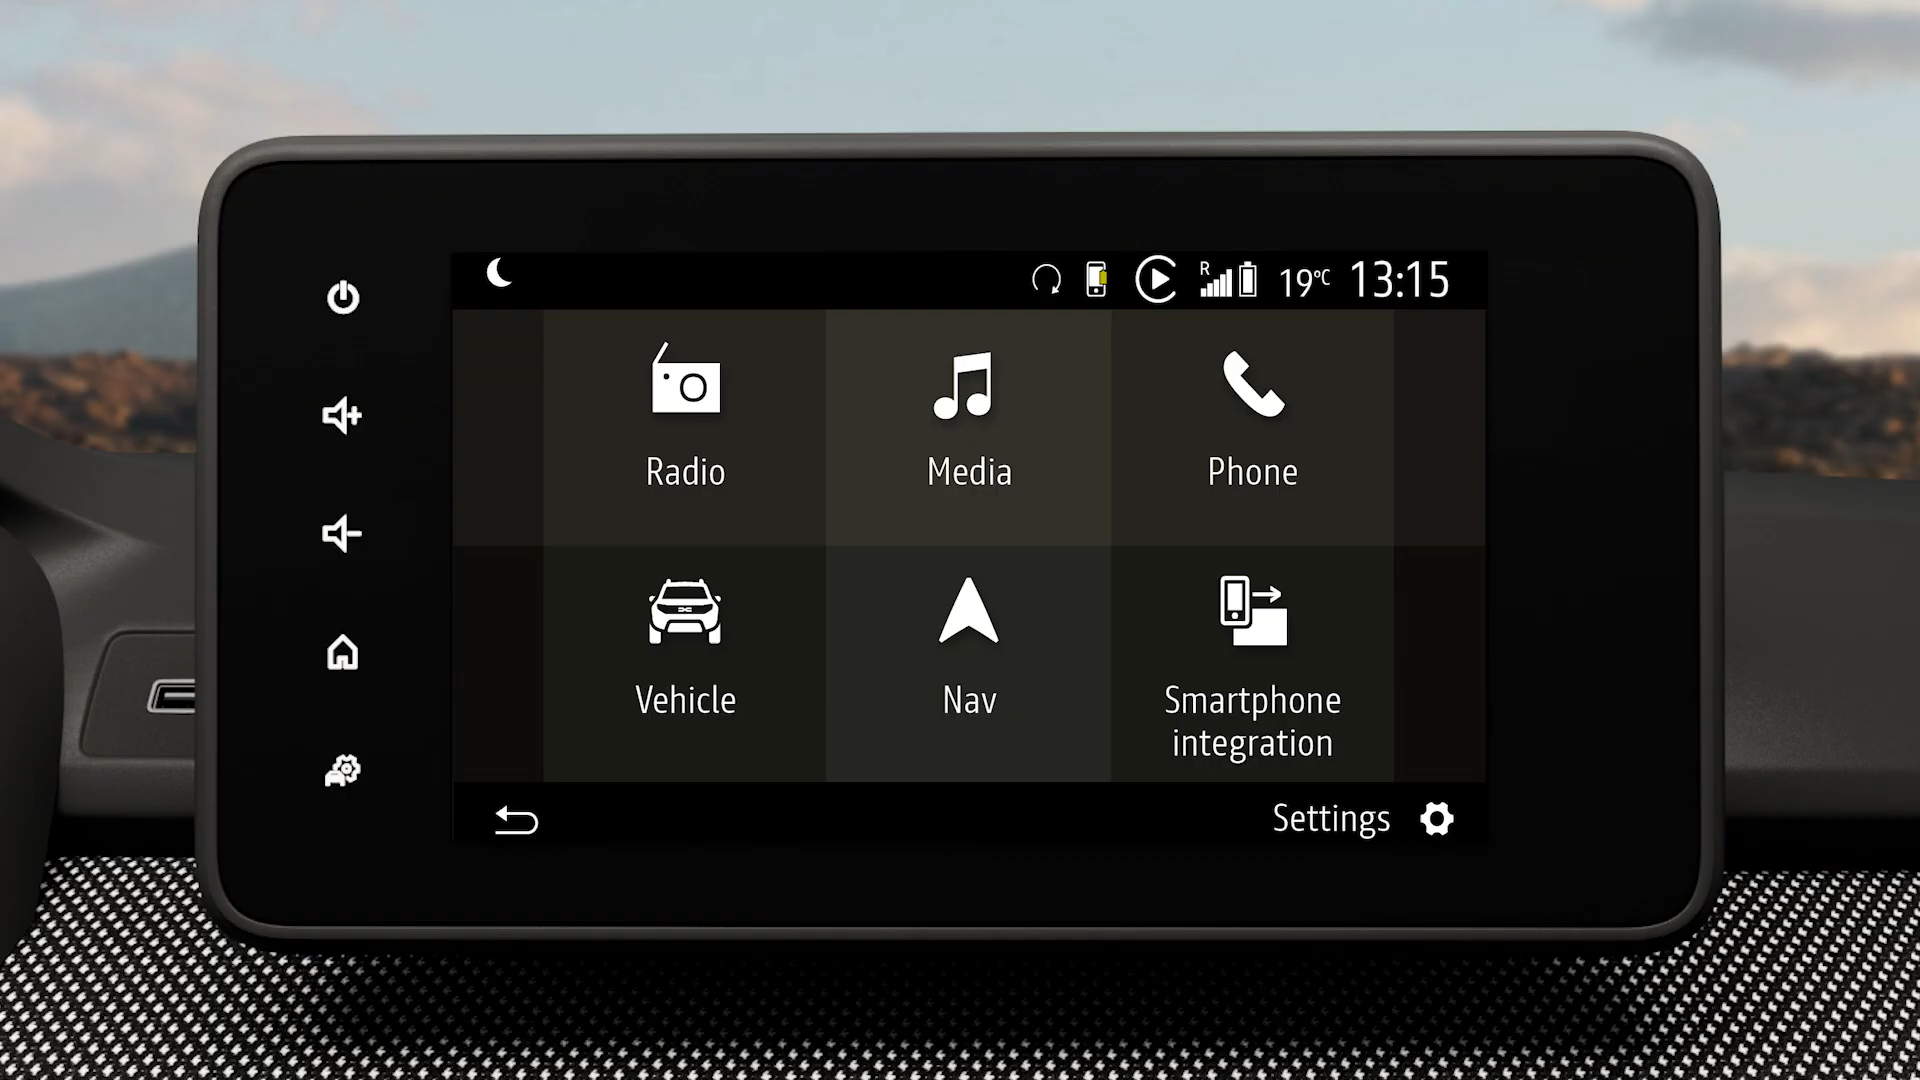 R
19°C 13:15
Radio Media Phone
Vehicle Nav Smartphone
integration
Settings